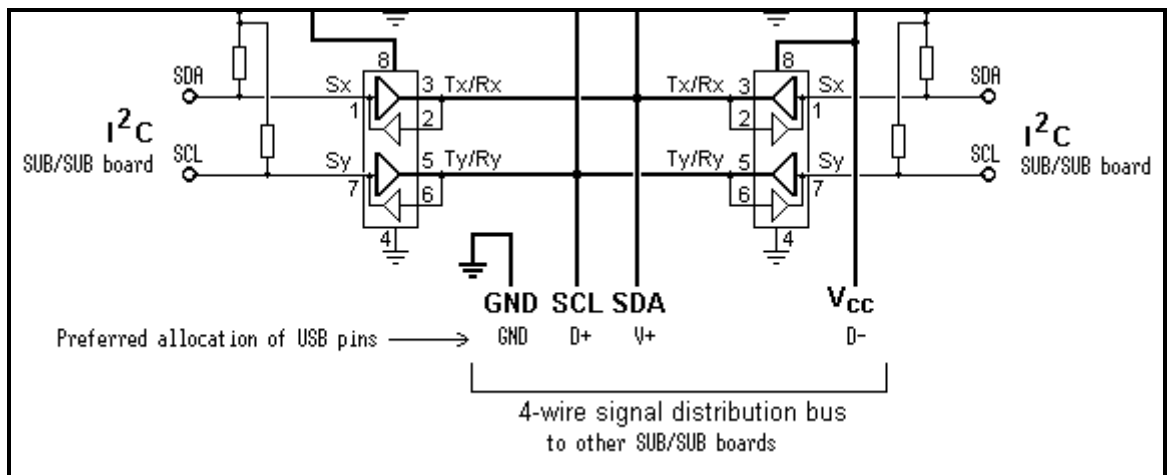 8
8
SDA
Sx
3
Tx/Rx
Tx/Rx
3
Sx
SDA
1
2
2
1
I²C
I²C
SUB/SUB board
SCL
Sy
5
Ty/Ry
Ty/Ry
5
Sy
SCL
SUB/SUB board
7
6
6
7
4
4
GND SCL SDA
Vcc
Preferred allocation of USB pins
GND
D+
V+
D-
4-wire signal distribution bus
to other SUB/SUB boards